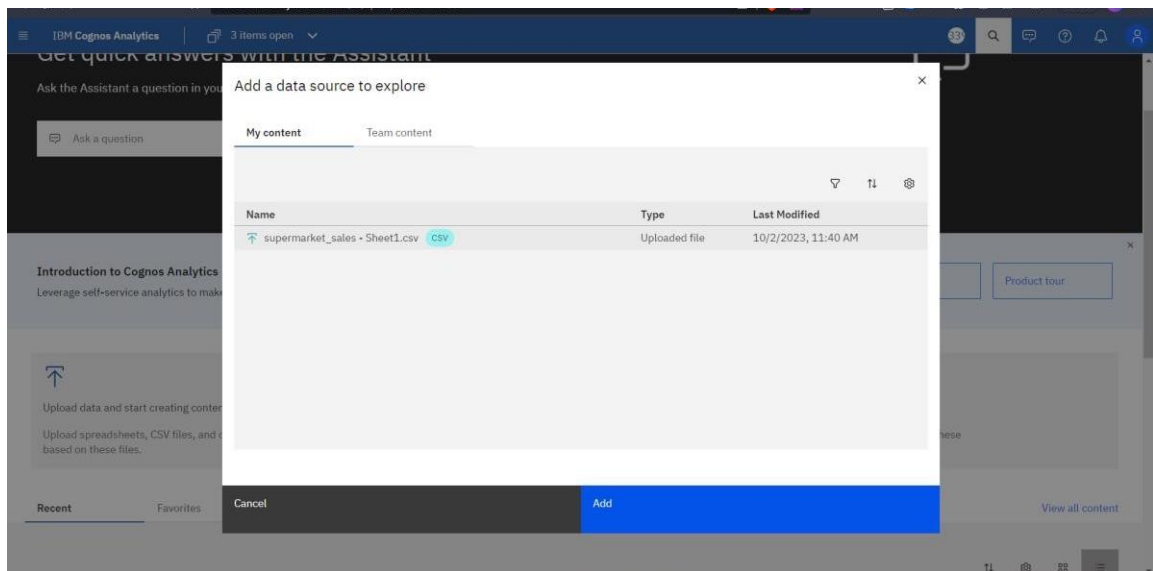 IBM Cognos Analytics
3 items open
33
Get quick answers with the Assistant
Ask the Assistant a question in you
Ask a question
Add a data source to explore
My content
Team content
Name Type Last Modified
supermarket_sales - Sheet1.csv CSV Uploaded file 10/2/2023, 11:40 AM
Introduction to Cognos Analytics
Leverage self-service analytics to make
Product tour
Upload data and start creating conten
Upload spreadsheets, CSV files, and
hese
based on these files.
Cancel
Add
Recent
Favorites
View all content